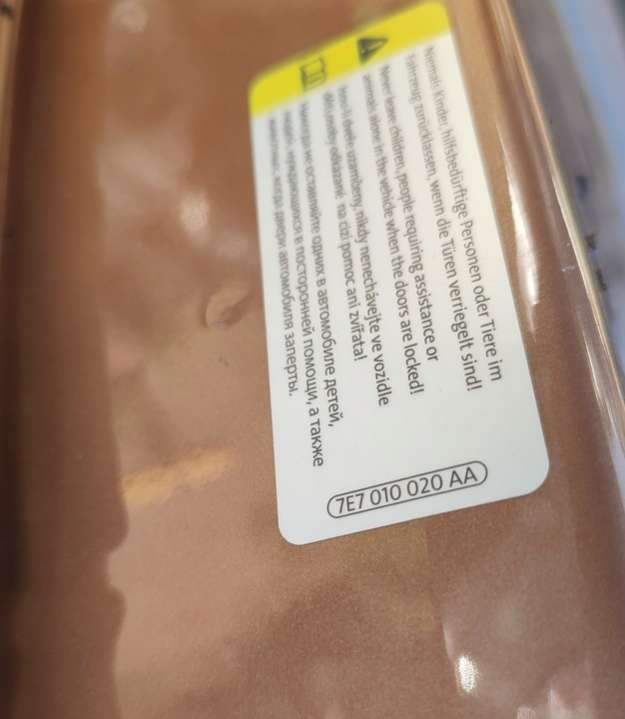 Niemals Kinder, hilfsbedürftige Personen oder Tiere im
Fahrzeug zurücklassen, wenn die Türen verriegelt sind!
Never leave children, people requiring assistance or
animals alone in the vehicle when the doors are locked!
Jsou-li dveře uzamčeny, nikdy nenechávejte ve vozidle
děti, osoby odkázané na cizí pomoc ani zvířata!
Никогда не оставляйте одних в автомобиле детей,
людей, нуждающихся в посторонней помощи, а также
животных, когда двери автомобиля заперты.
7E7 010 020 AA